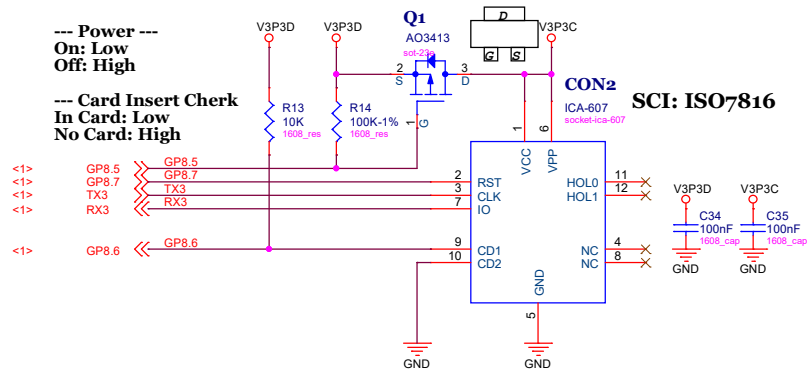 --- Power ---
On: Low
Off: High
--- Card Insert Cherk
In Card: Low
No Card: High
V3P3D
V3P3D
Q1
AO3413
sot-23s
D
G S
V3P3C
2
S
3
D
1
G
R13
10K
1608_res
R14
100K-1%
1608_res
CON2
ICA-607
socket-ica-607
SCI: ISO7816
1
6
VCC
VPP
<1> GP8.5 GP8.5
<1> GP8.7 GP8.7 2 RST
<1> TX3 TX3 3 CLK
<1> RX3 RX3 7 IO
<1> GP8.6 GP8.6 9 CD1
10 CD2
HOL0 11
HOL1 12
NC 4
NC 8
GND
5
GND
GND
V3P3D
C34
100nF
1608_cap
GND
V3P3C
C35
100nF
1608_cap
GND